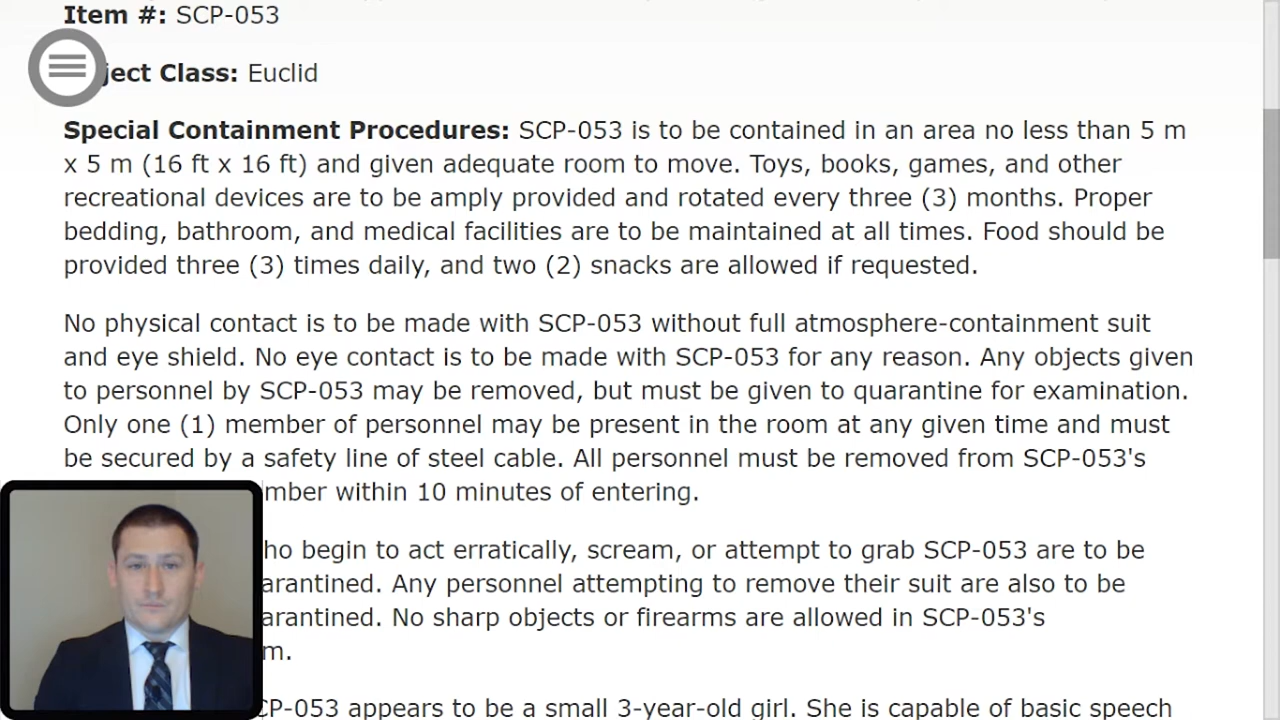 Item #: SCP-053
ject Class: Euclid
Special Containment Procedures: SCP-053 is to be contained in an area no less than 5 m
x 5 m (16 ft x 16 ft) and given adequate room to move. Toys, books, games, and other
recreational devices are to be amply provided and rotated every three (3) months. Proper
bedding, bathroom, and medical facilities are to be maintained at all times. Food should be
provided three (3) times daily, and two (2) snacks are allowed if requested.
No physical contact is to be made with SCP-053 without full atmosphere-containment suit
and eye shield. No eye contact is to be made with SCP-053 for any reason. Any objects given
to personnel by SCP-053 may be removed, but must be given to quarantine for examination.
Only one (1) member of personnel may be present in the room at any given time and must
be secured by a safety line of steel cable. All personnel must be removed from SCP-053's
mber within 10 minutes of entering.
ho begin to act erratically, scream, or attempt to grab SCP-053 are to be
arantined. Any personnel attempting to remove their suit are also to be
arantined. No sharp objects or firearms are allowed in SCP-053's
m.
CP-053 appears to be a small 3-year-old girl. She is capable of basic speech